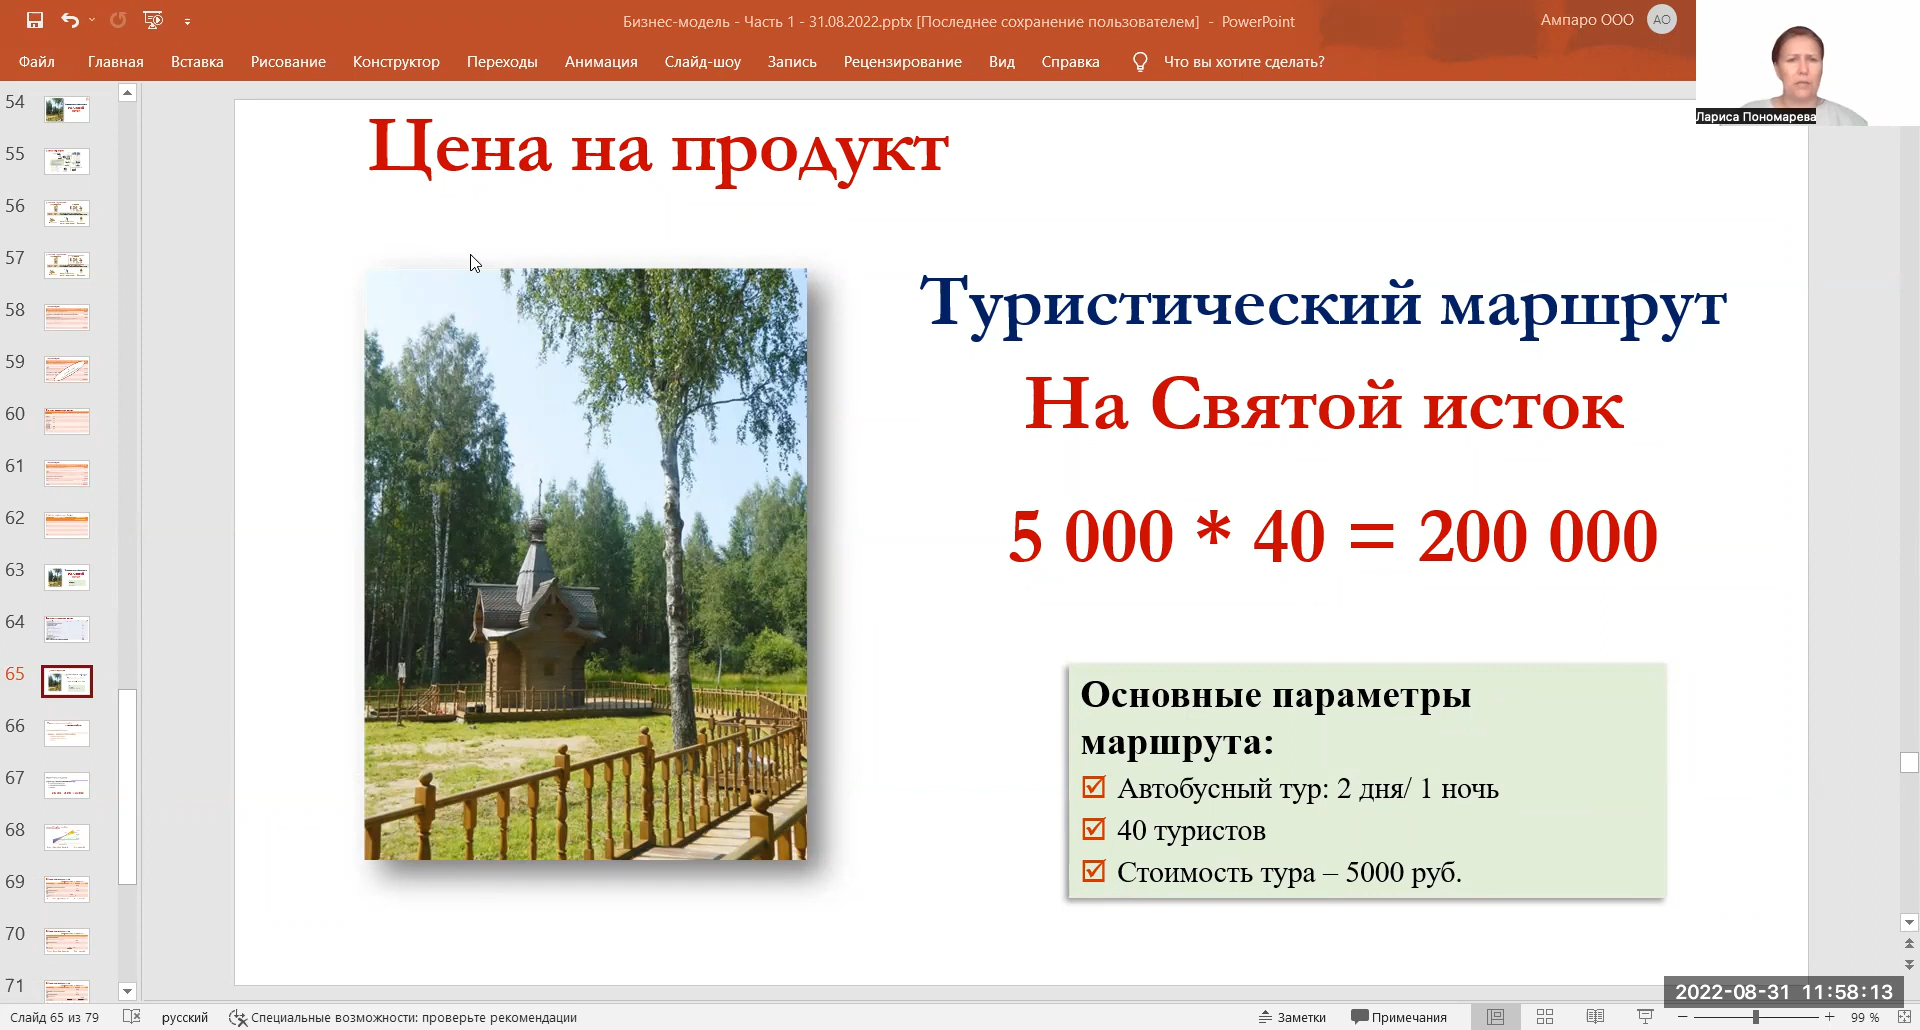 Бизнес-модель - Часть 1 - 31.08.2022.pptx [Последнее сохранение пользователем] - PowerPoint
Ампаро ООО
АО
Файл Главная Вставка Рисование Конструктор Переходы Анимация Слайд-шоу Запись Рецензирование Вид Справка Что вы хотите сделать?
Лариса Пономарева
54
55
56
57
58
59
60
61
62
63
64
65
66
67
68
69
70
71
Цена на продукт
Туристический маршрут
На Святой исток
5 000 * 40 = 200 000
Основные параметры
маршрута:
Автобусный тур: 2 дня/ 1 ночь
40 туристов
Стоимость тура – 5000 руб.
2022-08-31 11:58:13
Слайд 65 из 79 русский Специальные возможности: проверьте рекомендации Заметки Примечания 99 %